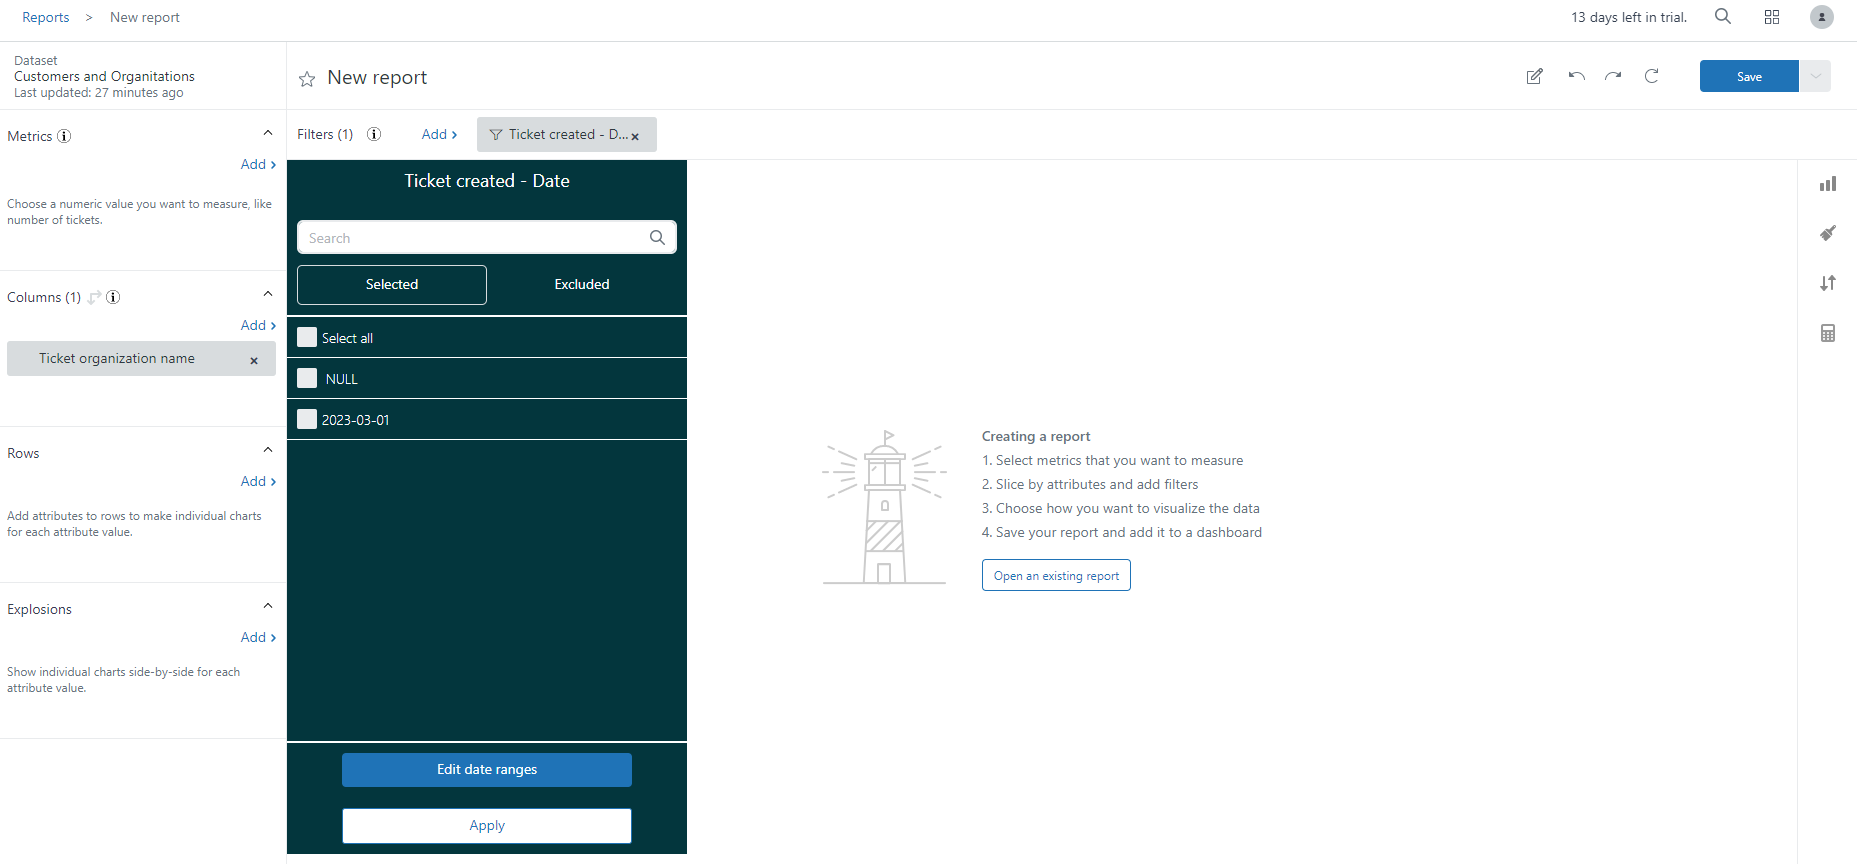 Reports > New report
13 days left in trial.
Dataset
Customers and Organitations
Last updated: 27 minutes ago
New report
Save
Metrics
Add >
Choose a numeric value you want to measure, like
number of tickets.
Columns (1)
Add >
Ticket organization name ×
Rows
Add >
Add attributes to rows to make individual charts
for each attribute value.
Explosions
Add >
Show individual charts side-by-side for each
attribute value.
Filters (1)
Add >
Ticket created - D... ×
Ticket created - Date
Search
Selected
Excluded
Select all
NULL
2023-03-01
Edit date ranges
Apply
Creating a report
1. Select metrics that you want to measure
2. Slice by attributes and add filters
3. Choose how you want to visualize the data
4. Save your report and add it to a dashboard
Open an existing report